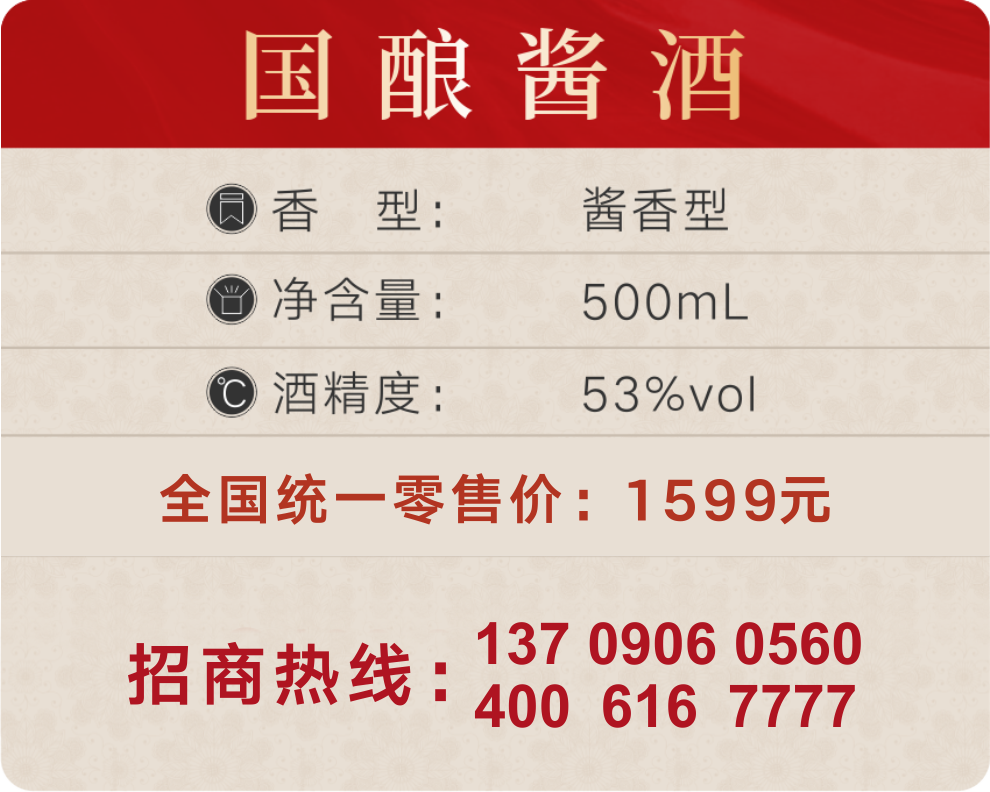 国酿酱酒
香 型： 酱香型
净含量： 500mL
酒精度： 53%vol
全国统一零售价：1599元
招商热线：
137 0906 0560
400 616 7777